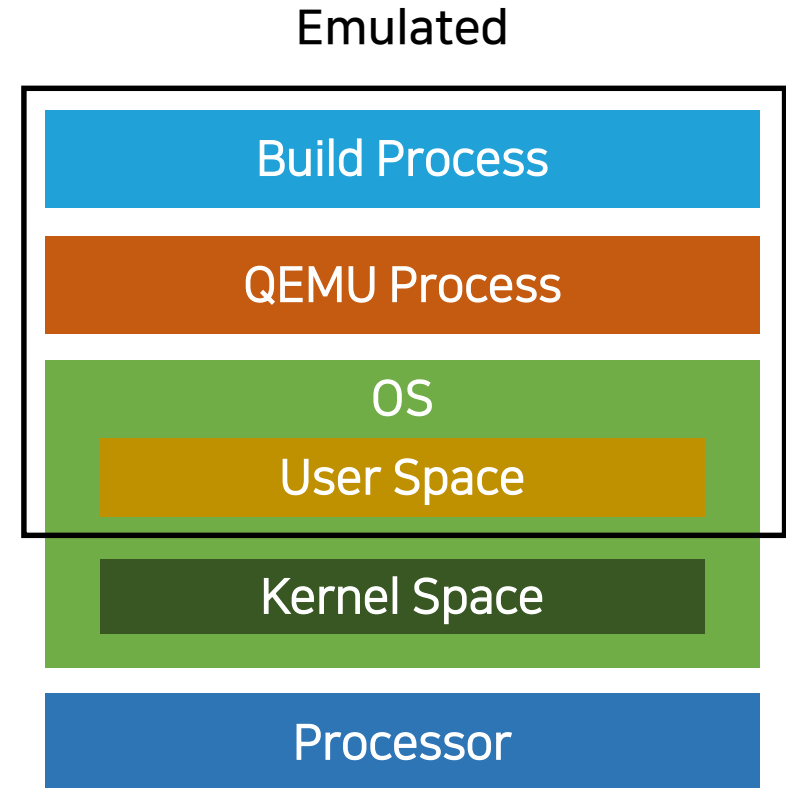 Emulated
Build Process
QEMU Process
OS
User Space
Kernel Space
Processor